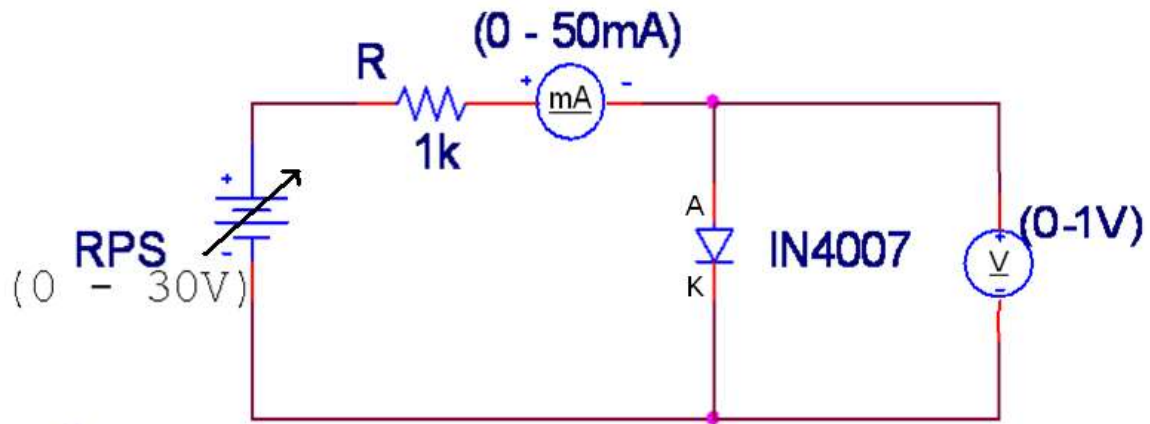 (0 - 50mA)
R
+ mA -
1k
+
RPS
-
(0 - 30V)
A
IN4007
K
(0-1V)
+
V
-